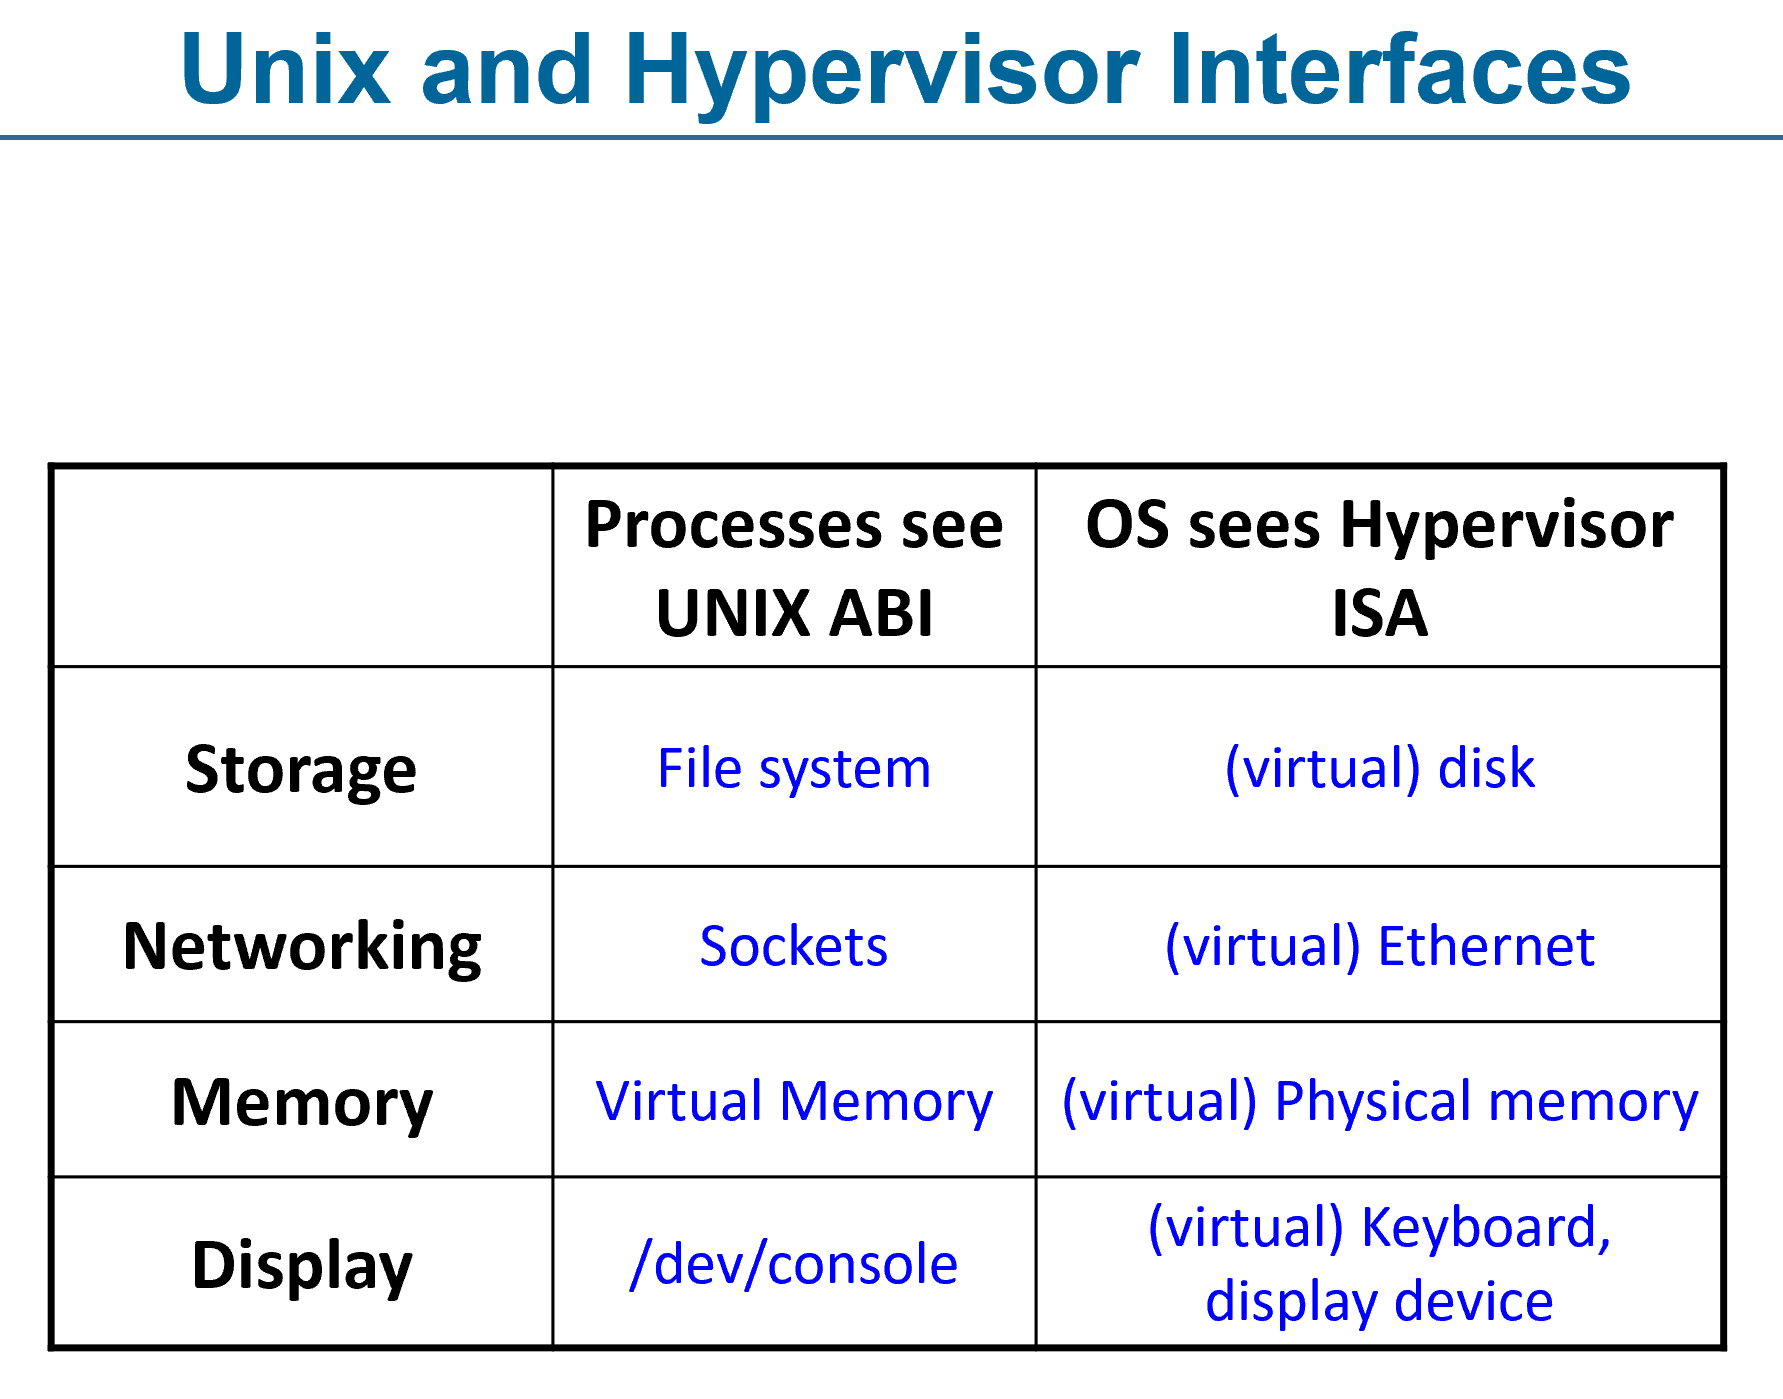 Unix and Hypervisor Interfaces
Processes see
UNIX ABI
OS sees Hypervisor
ISA
Storage
File system
(virtual) disk
Networking
Sockets
(virtual) Ethernet
Memory
Virtual Memory
(virtual) Physical memory
Display
/dev/console
(virtual) Keyboard,
display device